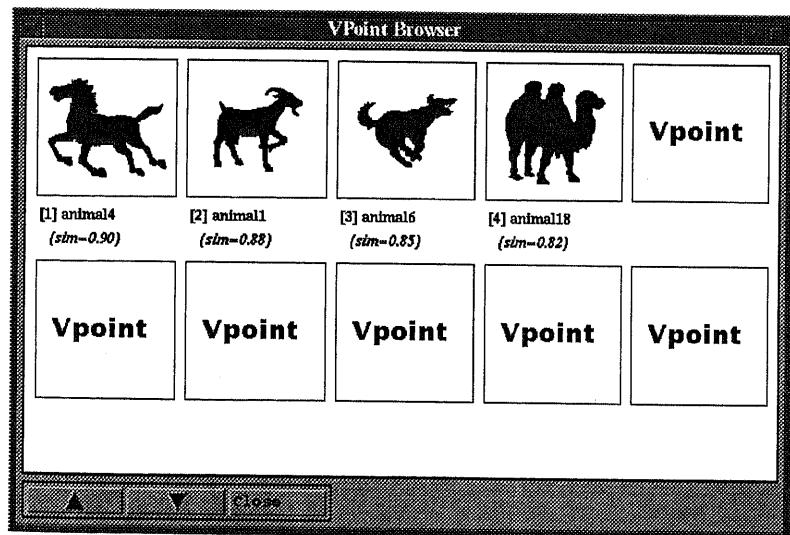 VPoint Browser
Vpoint
[1] animal4 [2] animal1 [3] animal6 [4] animal18
(sim=0.90) (sim=0.88) (sim=0.85) (sim=0.82)
Vpoint Vpoint Vpoint Vpoint Vpoint
Close